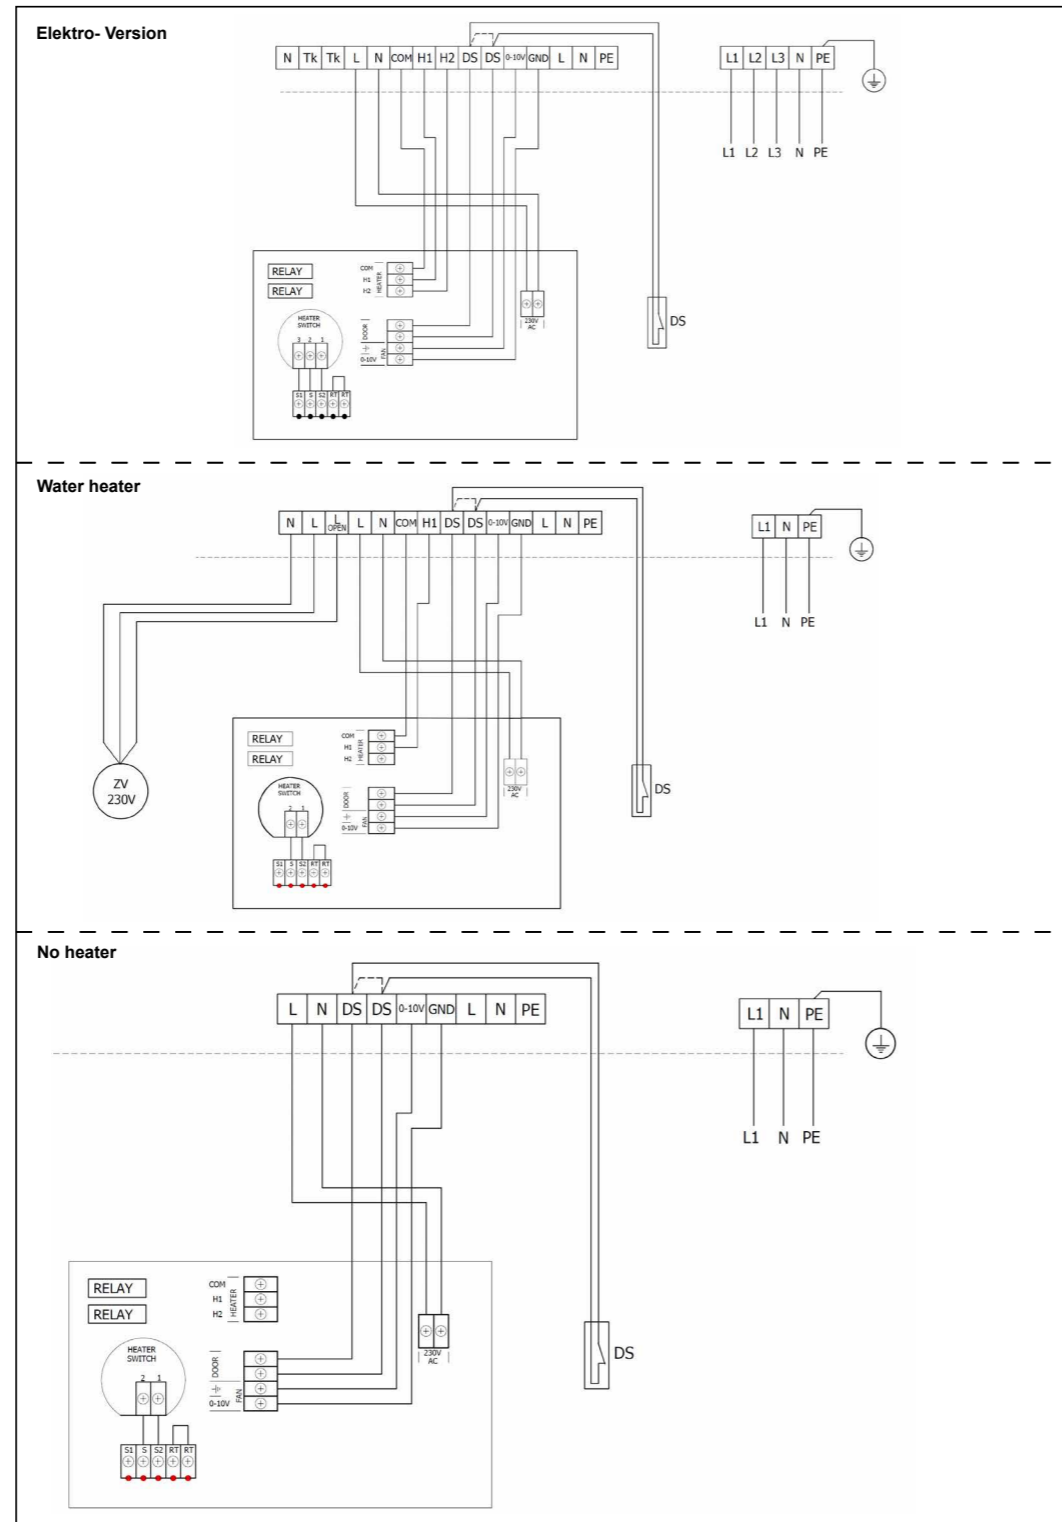 Elektro- Version
N Tk Tk L N COM H1 H2 DS DS 0-10V GND L N PE
L1 L2 L3 N PE
L1 L2 L3 N PE
RELAY
RELAY
COM
H1
H2
HEATER
HEATER
SWITCH
3 2 1
S1 S S2 RT RT
DOOR
FAN
0-10V
230V
AC
DS
Water heater
N L L OPEN L N COM H1 DS DS 0-10V GND L N PE
L1 N PE
L1 N PE
ZV
230V
RELAY
RELAY
COM
H1
H2
HEATER
HEATER
SWITCH
2 1
S1 S S2 RT RT
DOOR
FAN
0-10V
230V
AC
DS
No heater
L N DS DS 0-10V GND L N PE
L1 N PE
L1 N PE
RELAY
RELAY
COM
H1
H2
HEATER
HEATER
SWITCH
2 1
S1 S S2 RT RT
DOOR
FAN
0-10V
230V
AC
DS